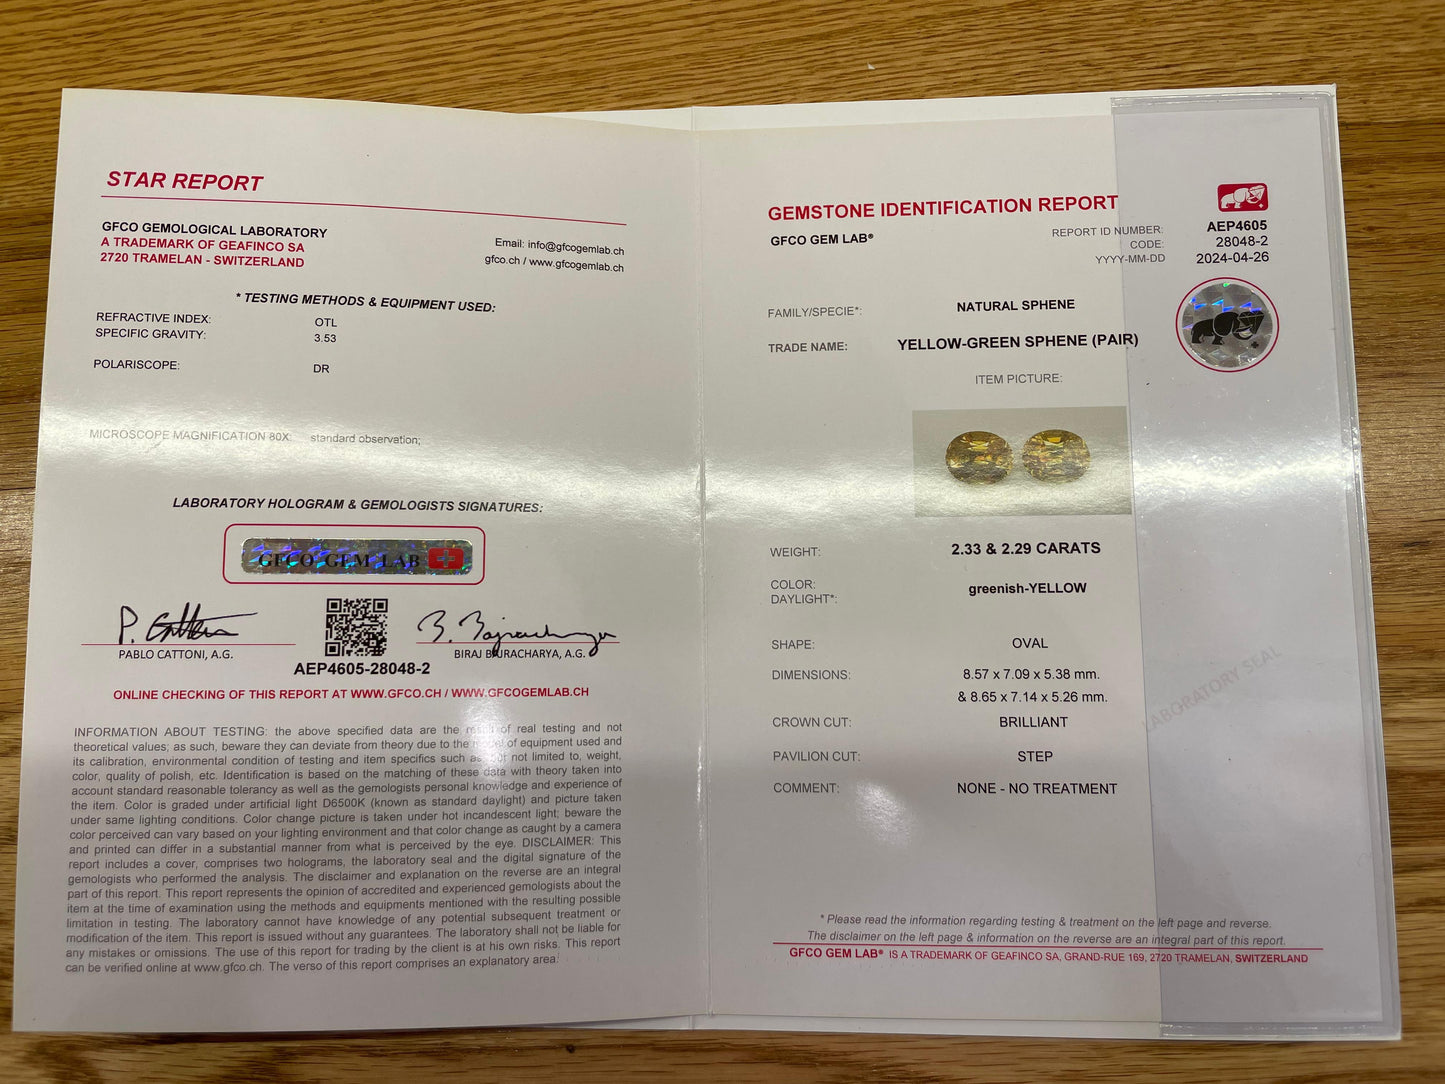 STAR REPORT
GFCO GEMOLOGICAL LABORATORY
A TRADEMARK OF GEAFINCO SA
2720 TRAMELAN - SWITZERLAND
Email: info@gfcogemlab.ch
gfco.ch / www.gfcogemlab.ch
* TESTING METHODS & EQUIPMENT USED:
REFRACTIVE INDEX: OTL
SPECIFIC GRAVITY: 3.53
POLARISCOPE: DR
MICROSCOPE MAGNIFICATION 80X: standard observation;
LABORATORY HOLOGRAM & GEMOLOGISTS SIGNATURES:
GFCO GEM LAB
P. Cattoni
B. Bajracharya
PABLO CATTONI, A.G.
BIRAJ BAJRACHARYA, A.G.
AEP4605-28048-2
ONLINE CHECKING OF THIS REPORT AT WWW.GFCO.CH / WWW.GFCOGEMLAB.CH
INFORMATION ABOUT TESTING: the above specified data are the result of real testing and not
theoretical values; as such, beware they can deviate from theory due to the model of equipment used and
its calibration, environmental condition of testing and item specifics such as but not limited to, weight,
color, quality of polish, etc. Identification is based on the matching of these data with theory taken into
account standard reasonable tolerancy as well as the gemologists personal knowledge and experience of
the item. Color is graded under artificial light D6500K (known as standard daylight) and picture taken
under same lighting conditions. Color change picture is taken under hot incandescent light; beware the
color perceived can vary based on your lighting environment and that color change as caught by a camera
and printed can differ in a substantial manner from what is perceived by the eye. DISCLAIMER: This
report includes a cover, comprises two holograms, the laboratory seal and the digital signature of the
gemologists who performed the analysis. The disclaimer and explanation on the reverse are an integral
part of this report. This report represents the opinion of accredited and experienced gemologists about the
item at the time of examination using the methods and equipments mentioned with the resulting possible
limitation in testing. The laboratory cannot have knowledge of any potential subsequent treatment or
modification of the item. This report is issued without any guarantees. The laboratory shall not be liable for
any mistakes or omissions. The use of this report for trading by the client is at his own risks. This report
can be verified online at www.gfco.ch. The verso of this report comprises an explanatory area.
GEMSTONE IDENTIFICATION REPORT
GFCO GEM LAB®
REPORT ID NUMBER: AEP4605
CODE: 28048-2
YYYY-MM-DD 2024-04-26
FAMILY/SPECIE*: NATURAL SPHENE
TRADE NAME: YELLOW-GREEN SPHENE (PAIR)
ITEM PICTURE:
WEIGHT: 2.33 & 2.29 CARATS
COLOR: greenish-YELLOW
DAYLIGHT*:
SHAPE: OVAL
DIMENSIONS: 8.57 x 7.09 x 5.38 mm.
& 8.65 x 7.14 x 5.26 mm.
CROWN CUT: BRILLIANT
PAVILION CUT: STEP
COMMENT: NONE - NO TREATMENT
LABORATORY SEAL
* Please read the information regarding testing & treatment on the left page and reverse.
The disclaimer on the left page & information on the reverse are an integral part of this report.
GFCO GEM LAB® IS A TRADEMARK OF GEAFINCO SA, GRAND-RUE 169, 2720 TRAMELAN, SWITZERLAND